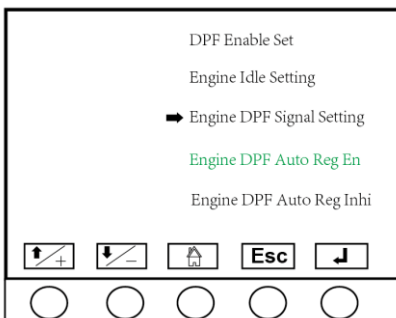 DPF Enable Set
Engine Idle Setting
Engine DPF Signal Setting
Engine DPF Auto Reg En
Engine DPF Auto Reg Inhi
+ - Esc